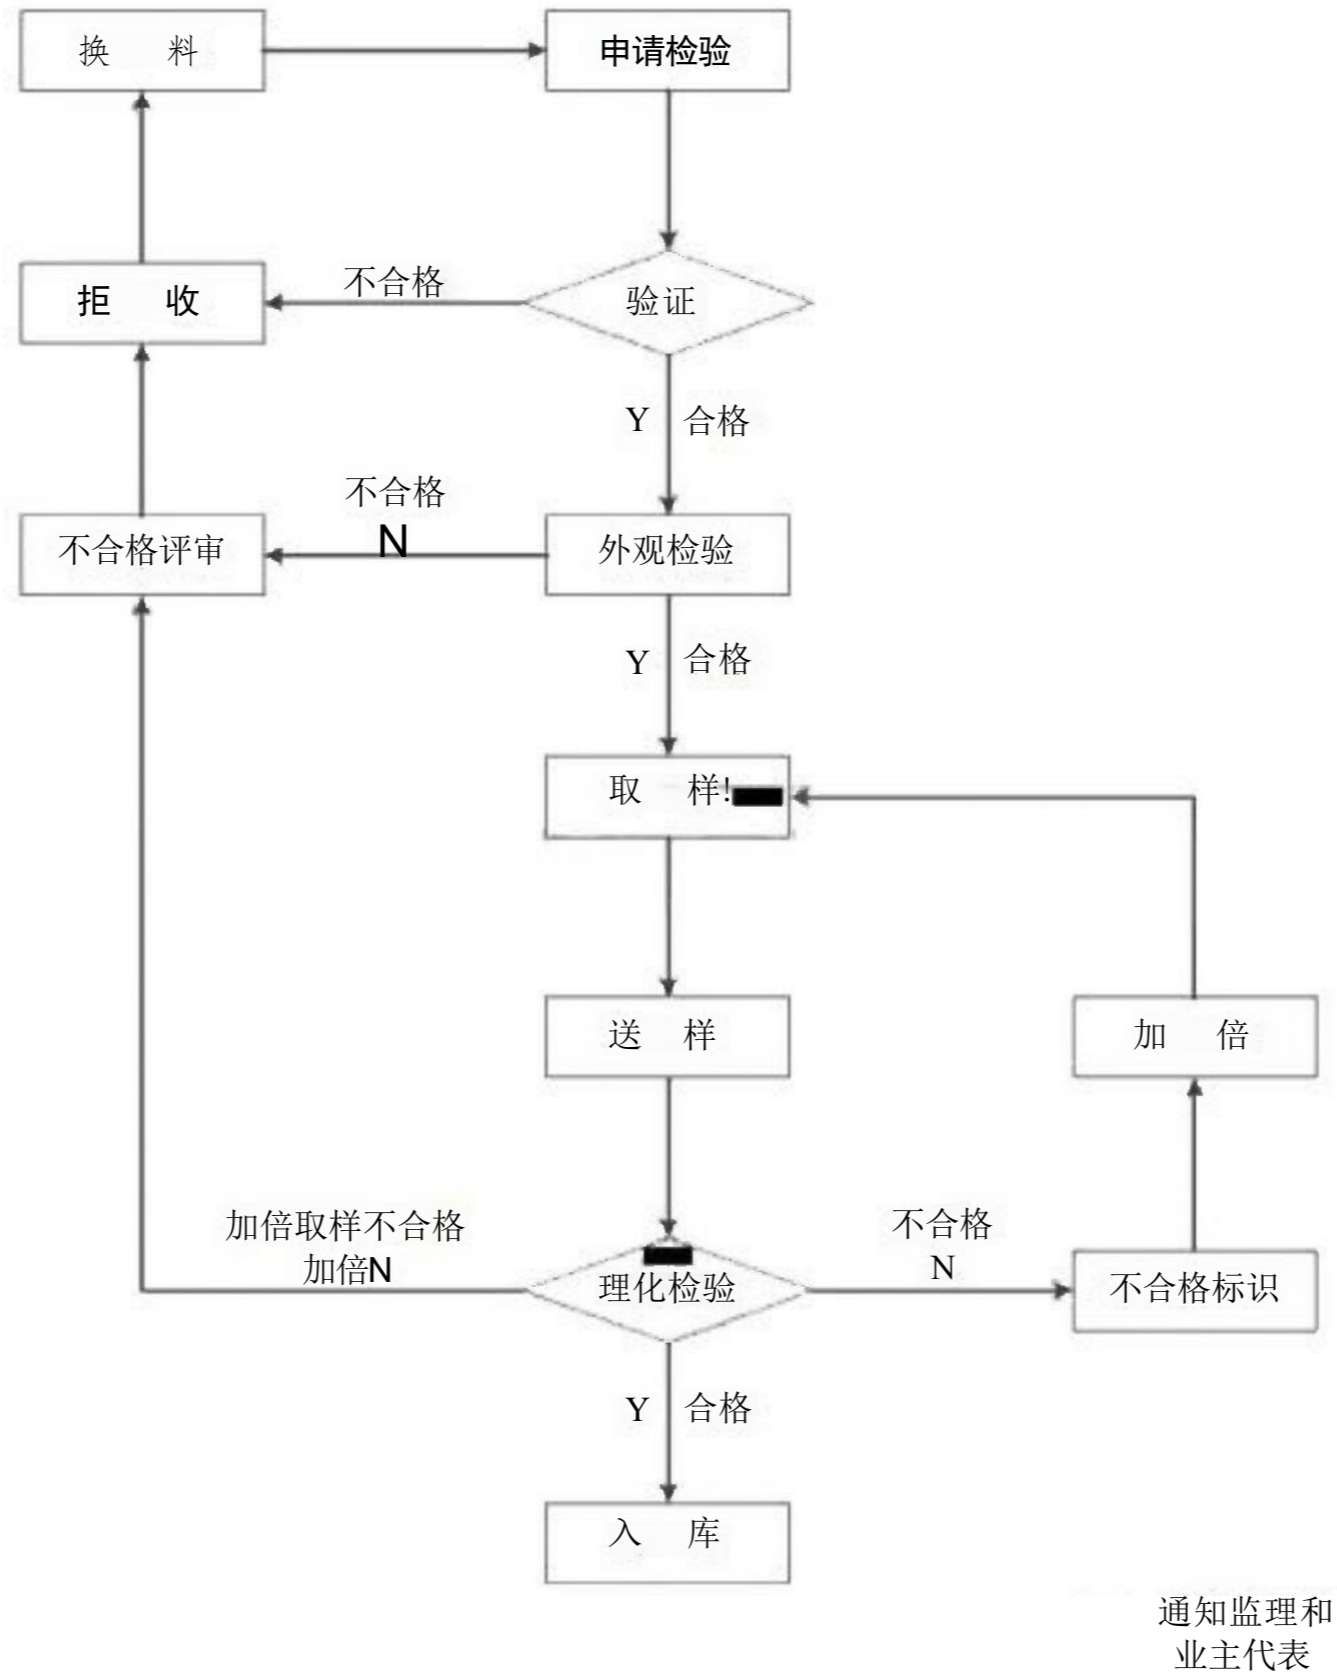 换 料
申请检验
拒 收
不合格
验证
Y 合格
不合格
N
不合格评审
外观检验
Y 合格
取 样!
送 样
加 倍
加倍取样不合格
加倍N
理化检验
不合格
N
不合格标识
Y 合格
入 库
通知监理和
业主代表